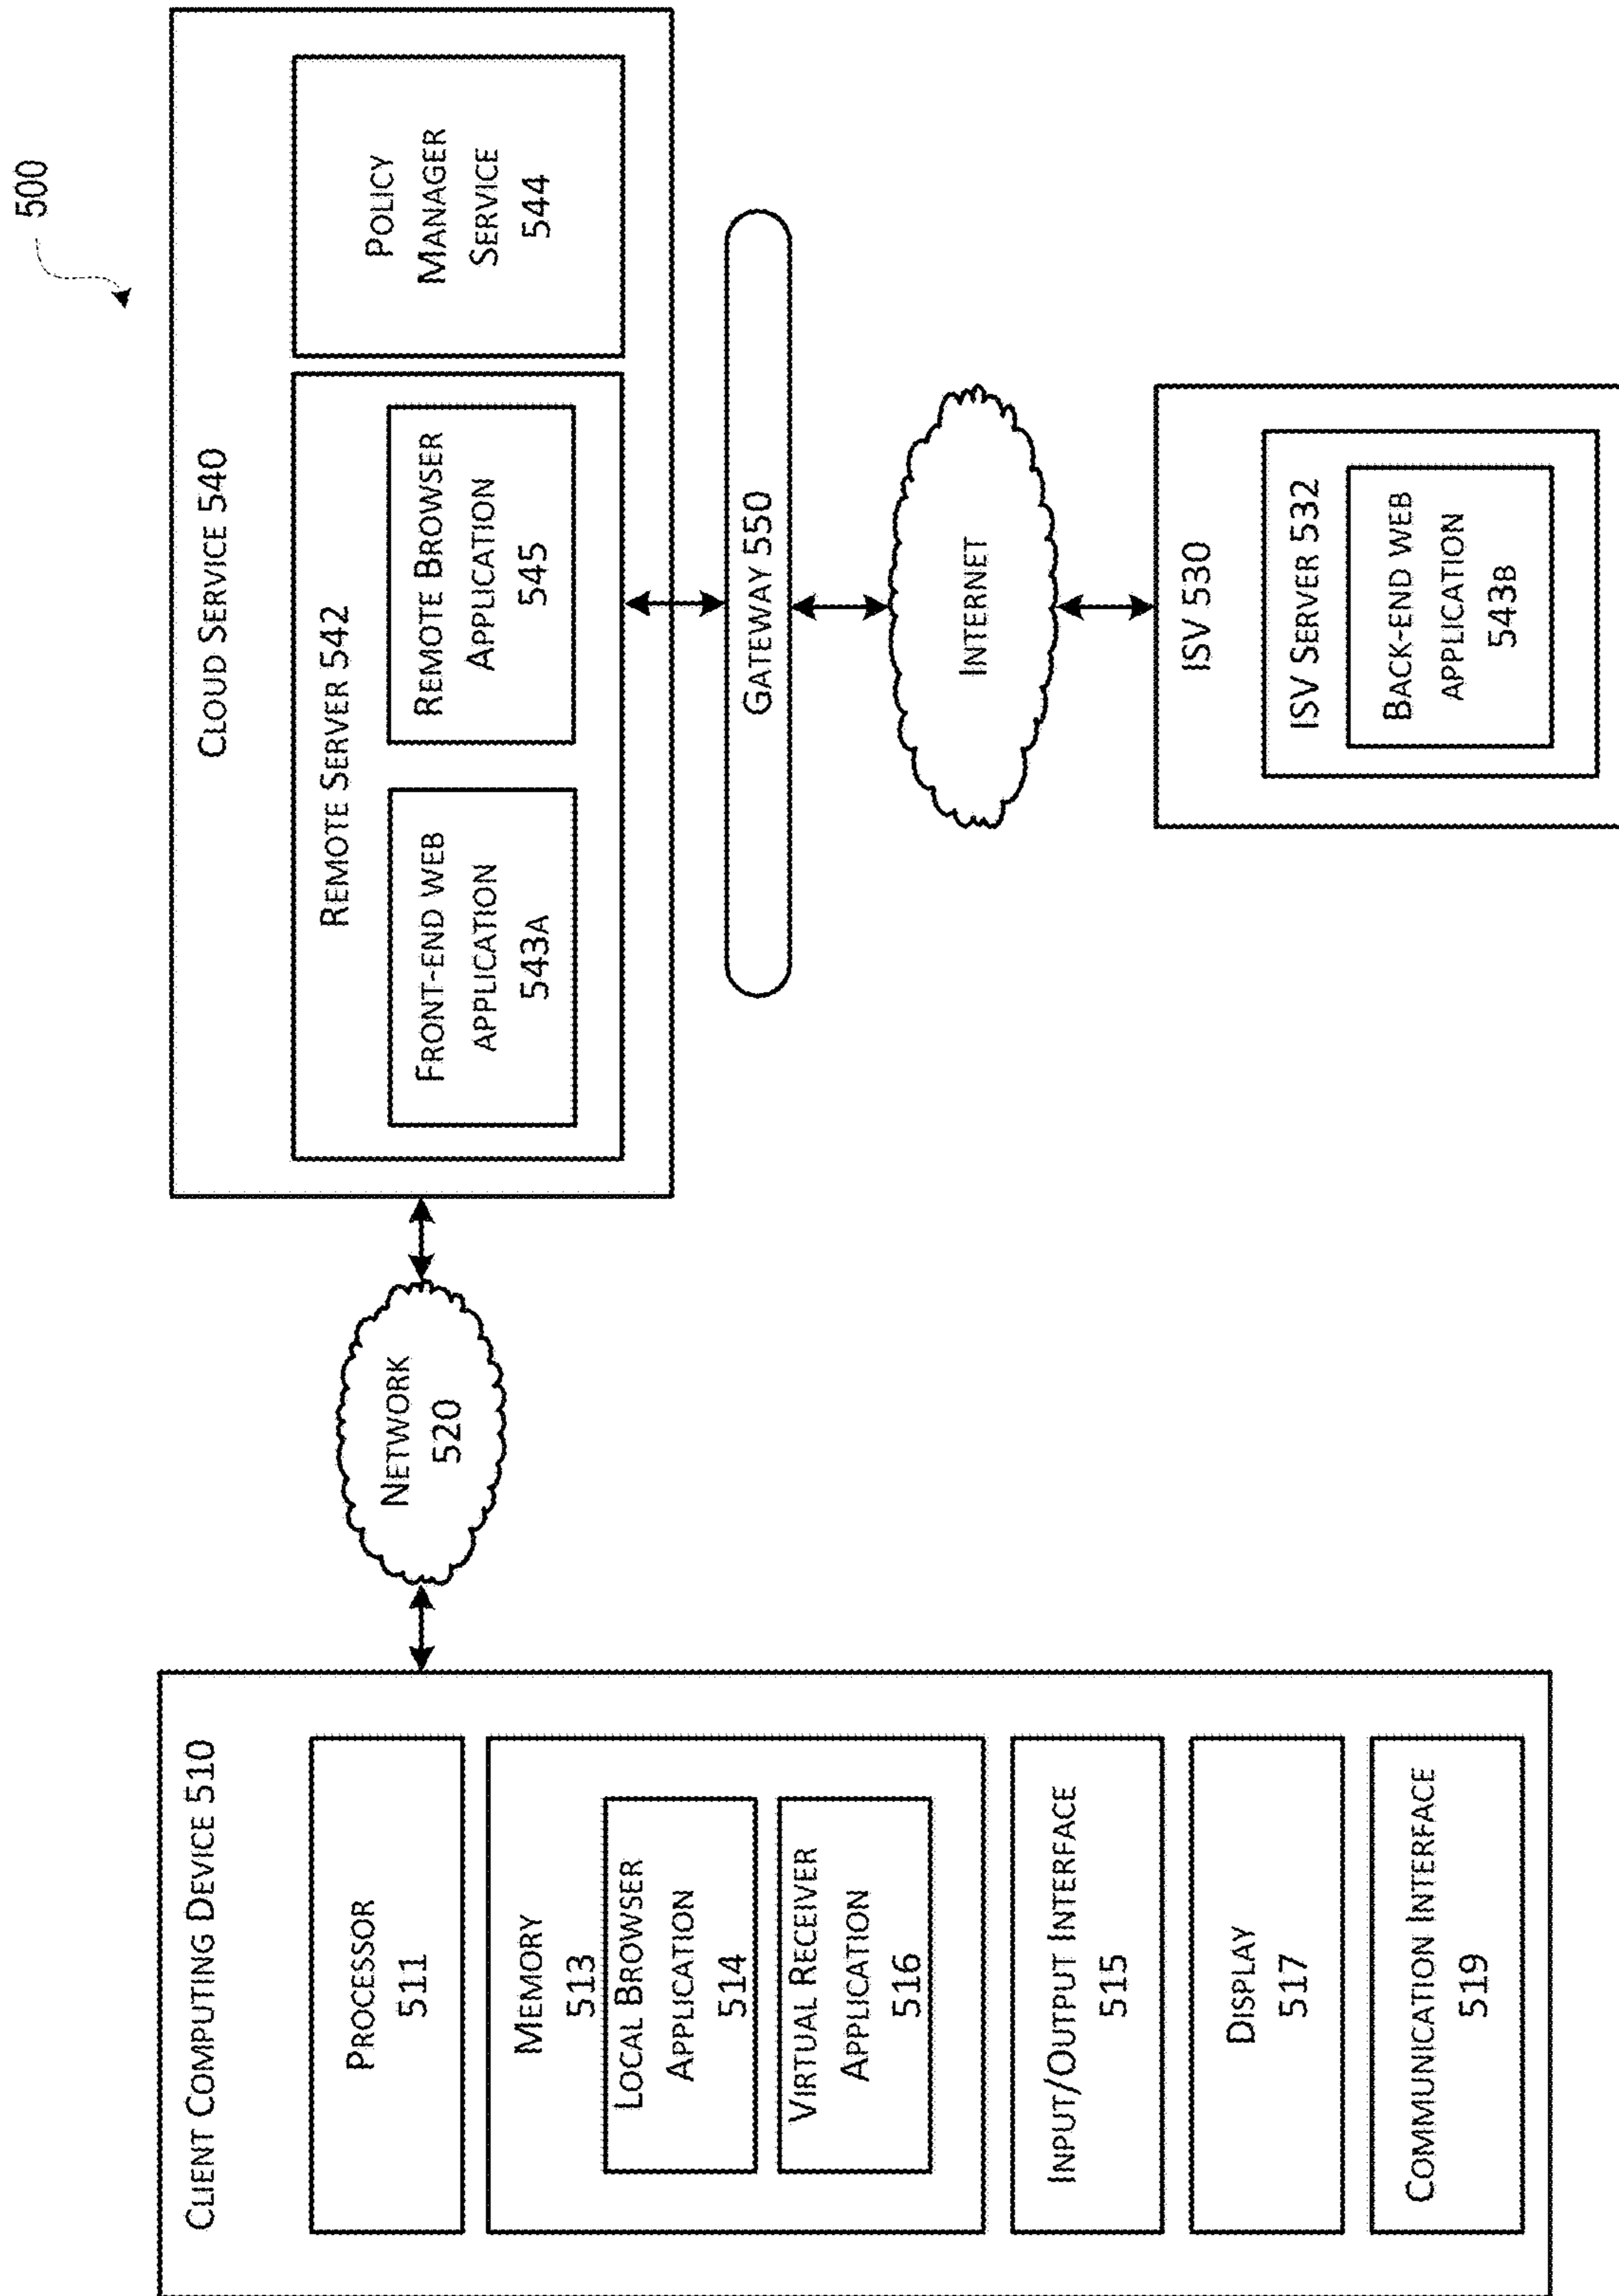 500
CLIENT COMPUTING DEVICE 510
PROCESSOR
511
MEMORY
513
LOCAL BROWSER
APPLICATION
514
VIRTUAL RECEIVER
APPLICATION
516
INPUT/OUTPUT INTERFACE
515
DISPLAY
517
COMMUNICATION INTERFACE
519
NETWORK
520
CLOUD SERVICE 540
REMOTE SERVER 542
FRONT-END WEB
APPLICATION
543A
REMOTE BROWSER
APPLICATION
545
POLICY
MANAGER
SERVICE
544
GATEWAY 550
INTERNET
ISV 530
ISV SERVER 532
BACK-END WEB
APPLICATION
543B